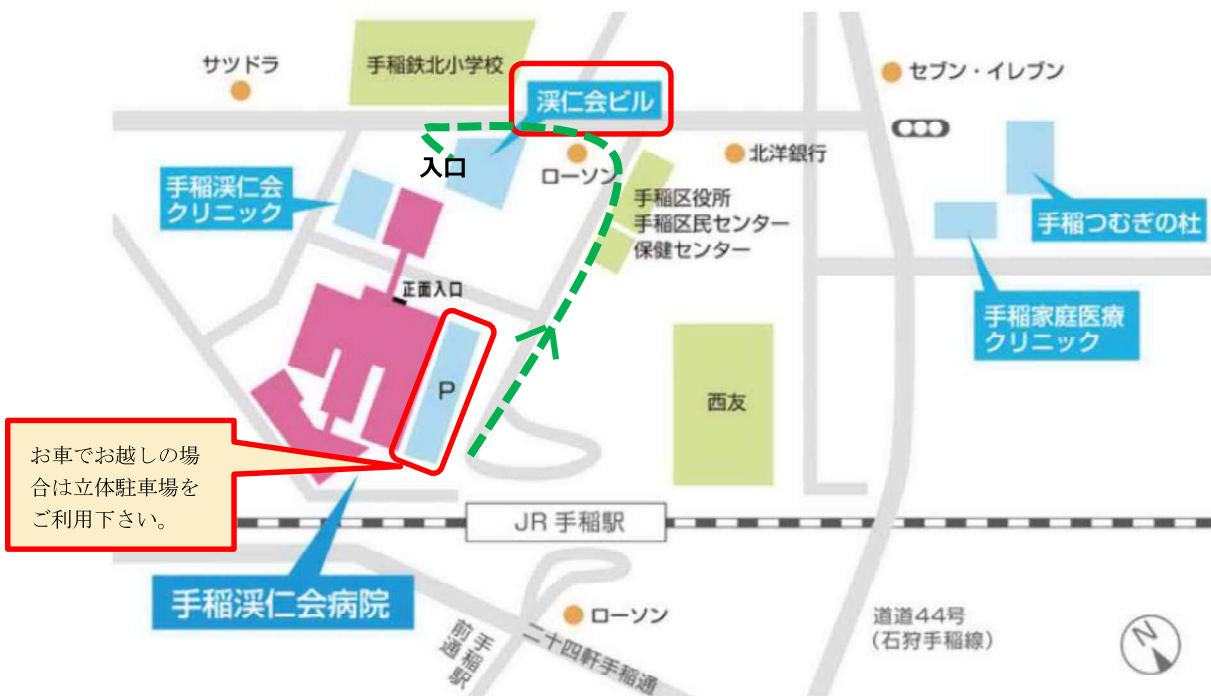 サツドラ
手稲鉄北小学校
渓仁会ビル
セブン・イレブン
入口
ローソン
北洋銀行
手稲渓仁会
クリニック
手稲区役所
手稲区民センター
保健センター
手稲つむぎの杜
正面入口
手稲家庭医療
クリニック
P
西友
お車でお越しの場
合は立体駐車場を
ご利用下さい。
JR 手稲駅
手稲渓仁会病院
ローソン
手稲駅
前通
二十四軒手稲通
道道44号
(石狩手稲線)
N